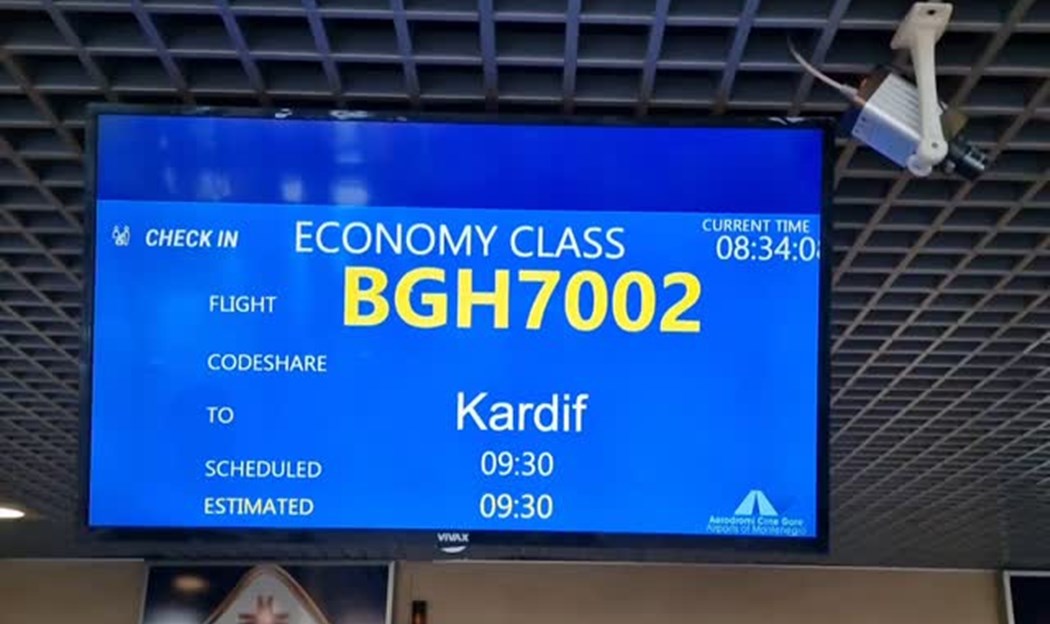 CHECK IN
ECONOMY CLASS
CURRENT TIME
08:34:0
FLIGHT BGH7002
CODESHARE
TO Kardif
SCHEDULED 09:30
ESTIMATED 09:30
Aerodromi Crne Gore
Airports of Montenegro
VIVAX